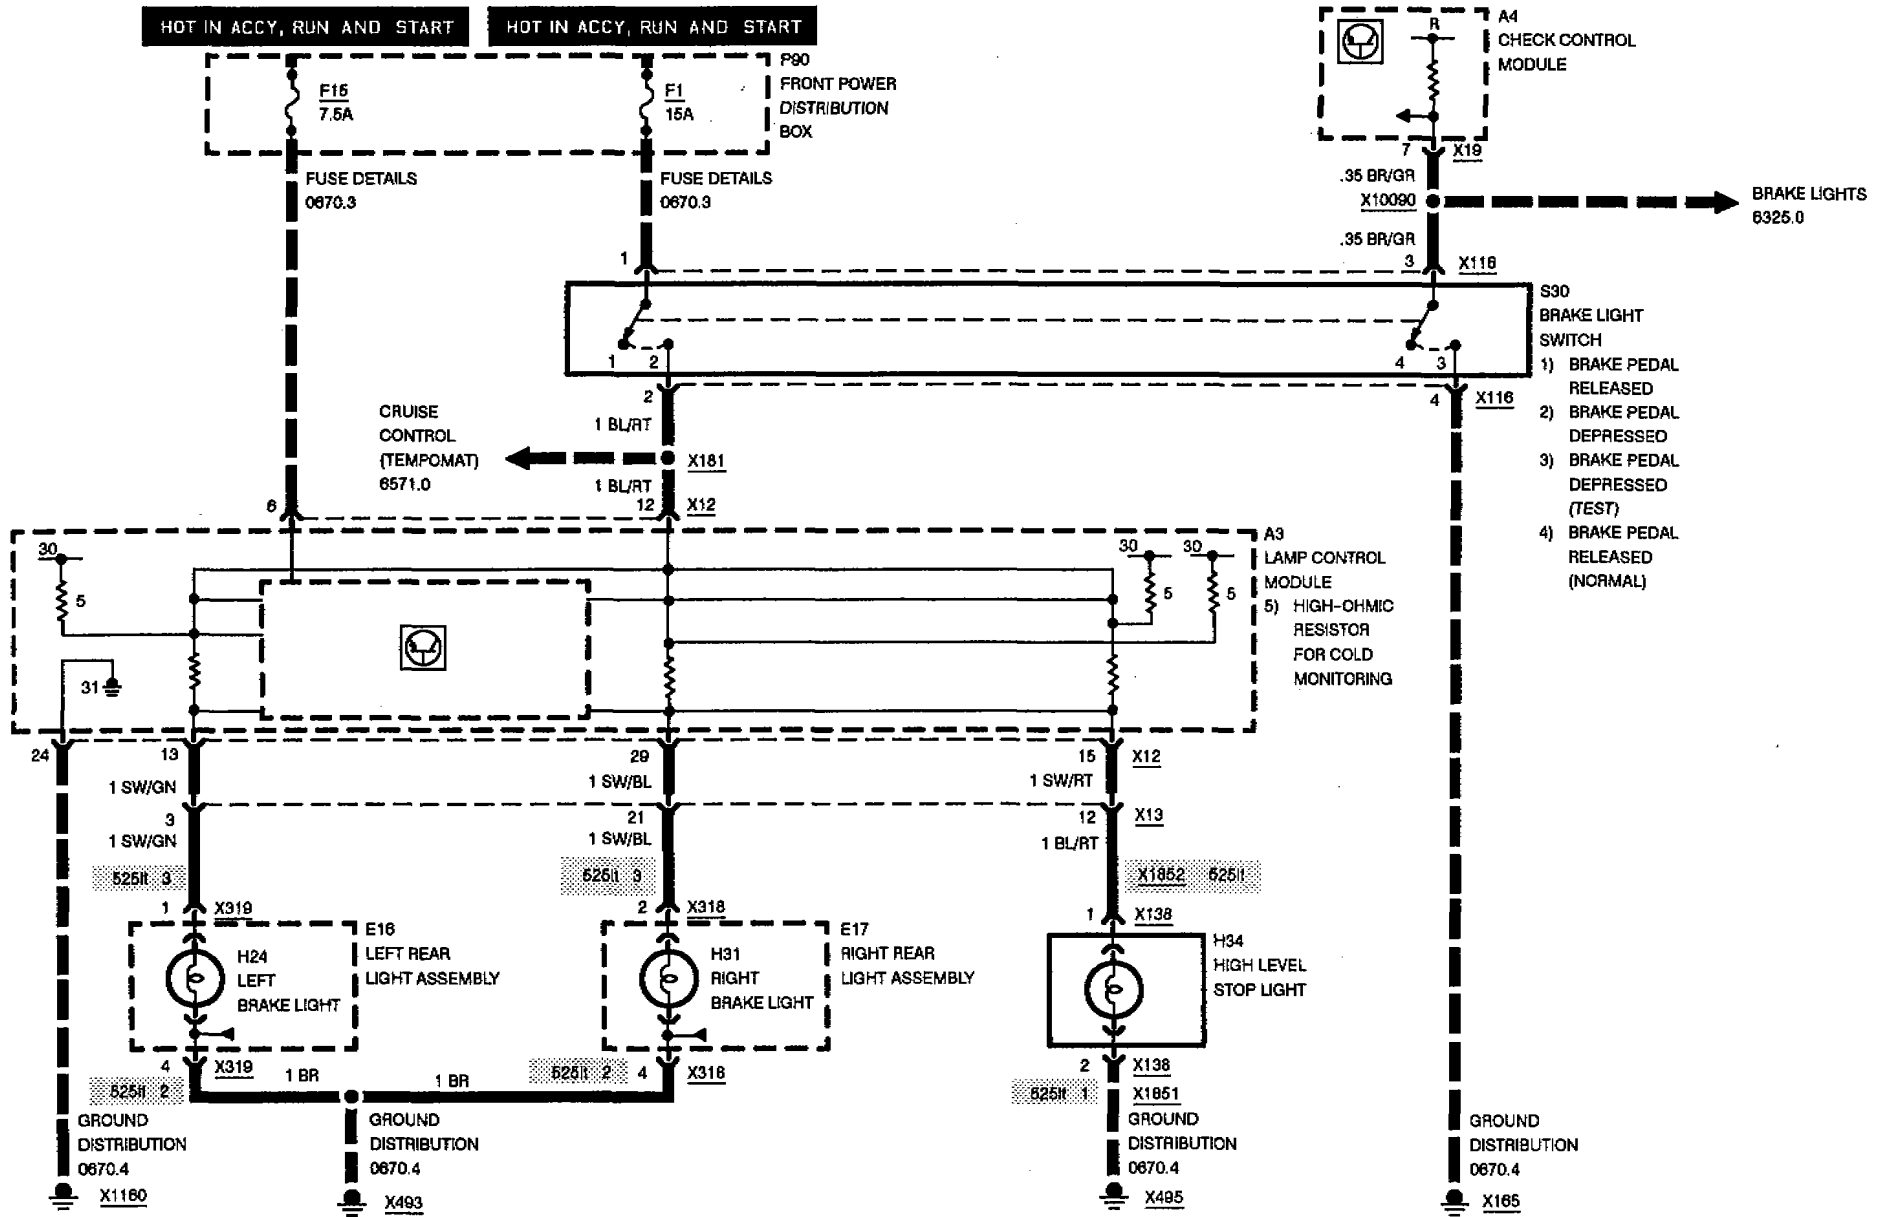 HOT IN ACCY, RUN AND START
HOT IN ACCY, RUN AND START
P90
FRONT POWER
DISTRIBUTION
BOX
F15
7.5A
F1
15A
R
A4
CHECK CONTROL
MODULE
FUSE DETAILS
0670.3
FUSE DETAILS
0670.3
7
X19
.35 BR/GR
X10090
BRAKE LIGHTS
6325.0
.35 BR/GR
1
3
X116
S30
BRAKE LIGHT
SWITCH
1) BRAKE PEDAL
RELEASED
2) BRAKE PEDAL
DEPRESSED
3) BRAKE PEDAL
DEPRESSED
(TEST)
4) BRAKE PEDAL
RELEASED
(NORMAL)
1
2
4
3
2
4
X116
1 BL/RT
CRUISE
CONTROL
(TEMPOMAT)
6571.0
X181
1 BL/RT
6
12
X12
A3
LAMP CONTROL
MODULE
5) HIGH-OHMIC
RESISTOR
FOR COLD
MONITORING
30
5
31
30
5
30
5
24
13
29
15
X12
1 SW/GN
1 SW/BL
1 SW/RT
3
21
12
X13
1 SW/GN
1 SW/BL
1 BL/RT
525it 3
525it 3
X1852 525it
1
X319
2
X318
1
X138
E16
LEFT REAR
LIGHT ASSEMBLY
H24
LEFT
BRAKE LIGHT
E17
RIGHT REAR
LIGHT ASSEMBLY
H31
RIGHT
BRAKE LIGHT
H34
HIGH LEVEL
STOP LIGHT
4
X319
525it 2
1 BR
1 BR
525it 2
4
X318
2
X138
525it 1
X1851
GROUND
DISTRIBUTION
0670.4
X1160
GROUND
DISTRIBUTION
0670.4
X493
GROUND
DISTRIBUTION
0670.4
X495
GROUND
DISTRIBUTION
0670.4
X165